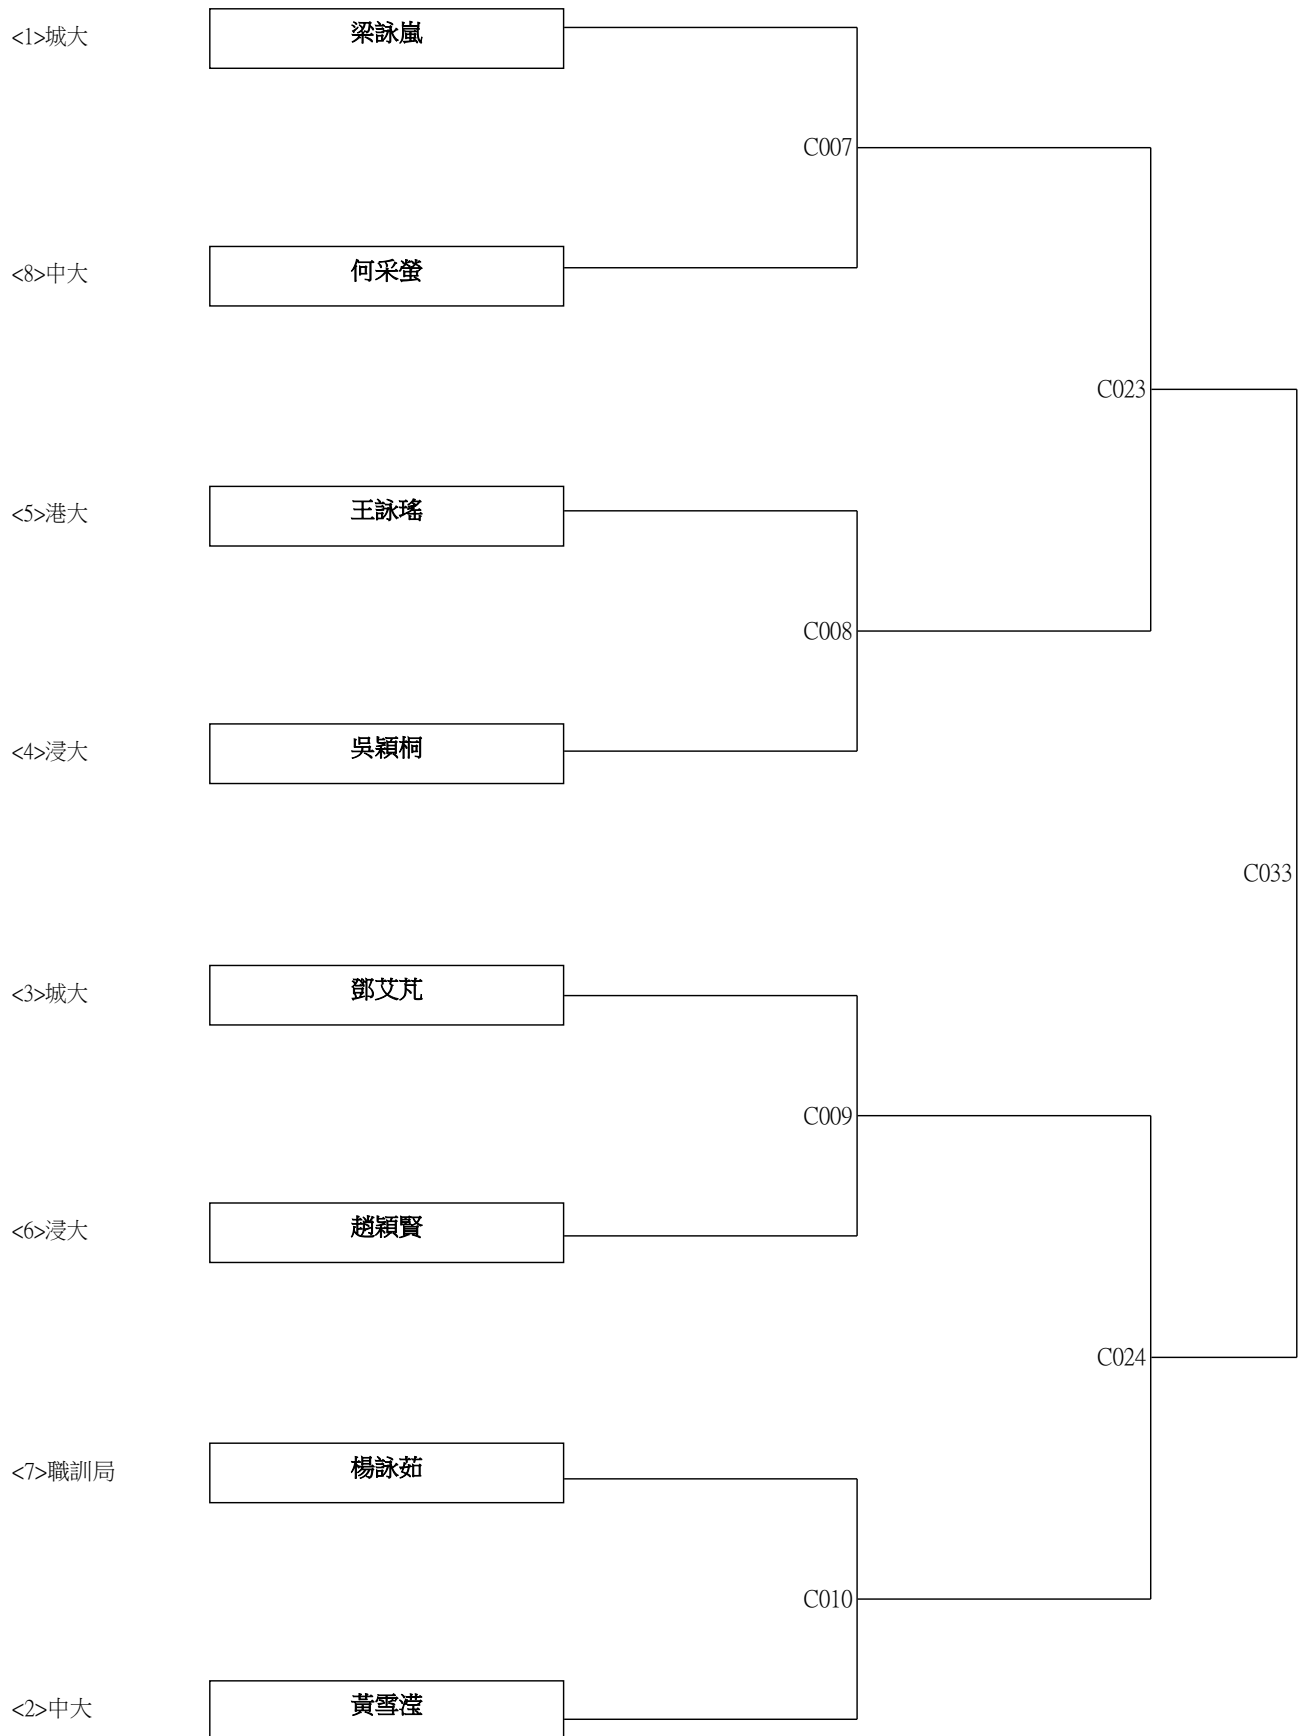 <1>城大 梁詠嵐
C007
<8>中大 何采螢
C023
<5>港大 王詠瑤
C008
<4>浸大 吳穎桐
C033
<3>城大 鄧艾芃
C009
<6>浸大 趙穎賢
C024
<7>職訓局 楊詠茹
C010
<2>中大 黃雪瀅